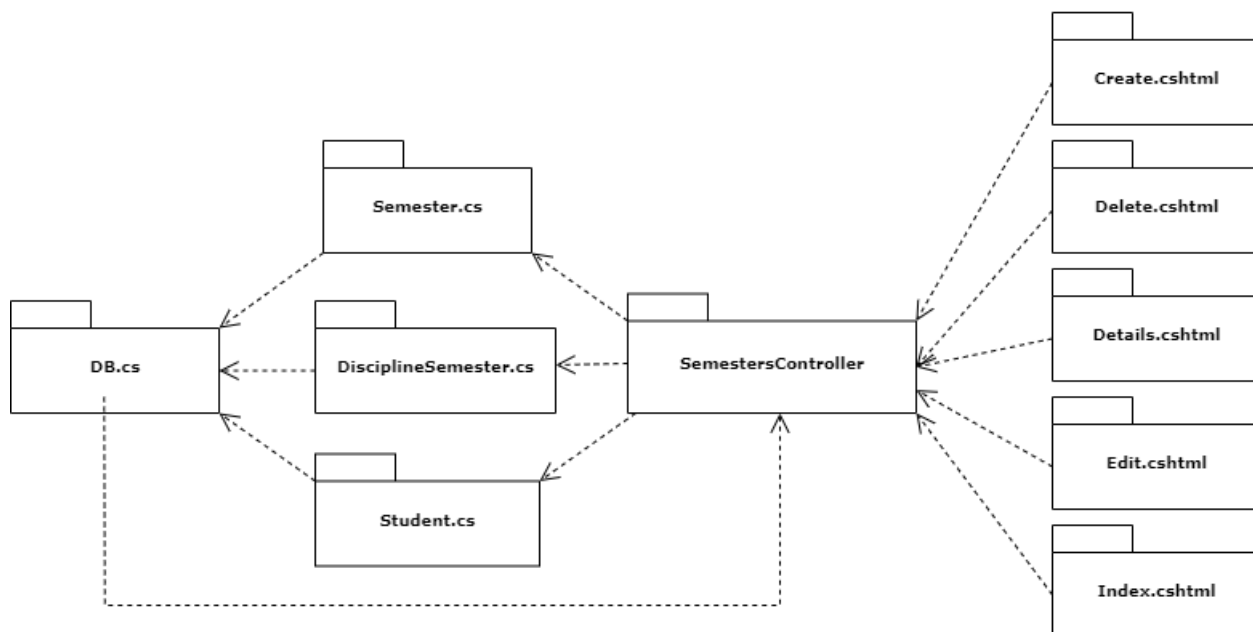 Create.cshtml
Semester.cs
Delete.cshtml
DB.cs
DisciplineSemester.cs
SemestersController
Details.cshtml
Student.cs
Edit.cshtml
Index.cshtml